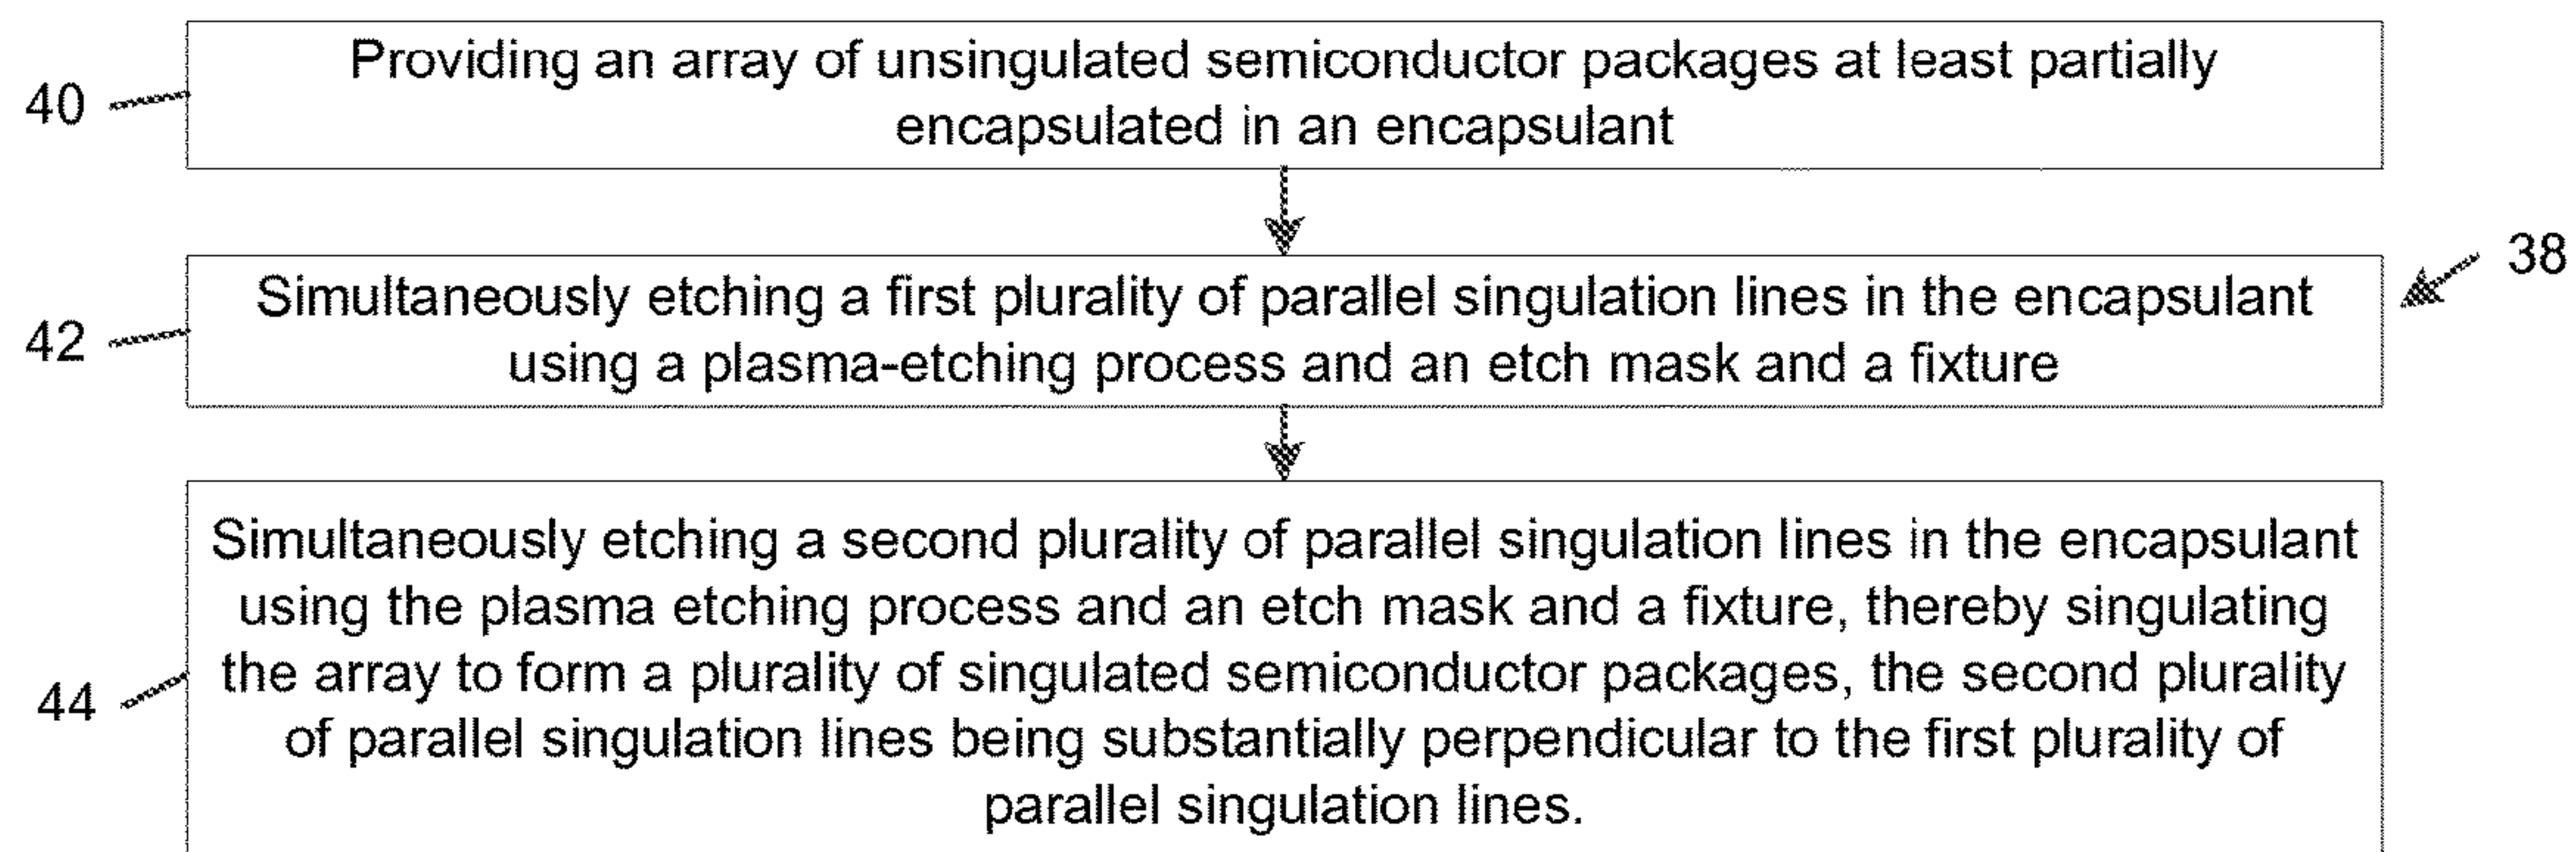 40
Providing an array of unsingulated semiconductor packages at least partially
encapsulated in an encapsulant
38
42
Simultaneously etching a first plurality of parallel singulation lines in the encapsulant
using a plasma-etching process and an etch mask and a fixture
44
Simultaneously etching a second plurality of parallel singulation lines in the encapsulant
using the plasma etching process and an etch mask and a fixture, thereby singulating
the array to form a plurality of singulated semiconductor packages, the second plurality
of parallel singulation lines being substantially perpendicular to the first plurality of
parallel singulation lines.